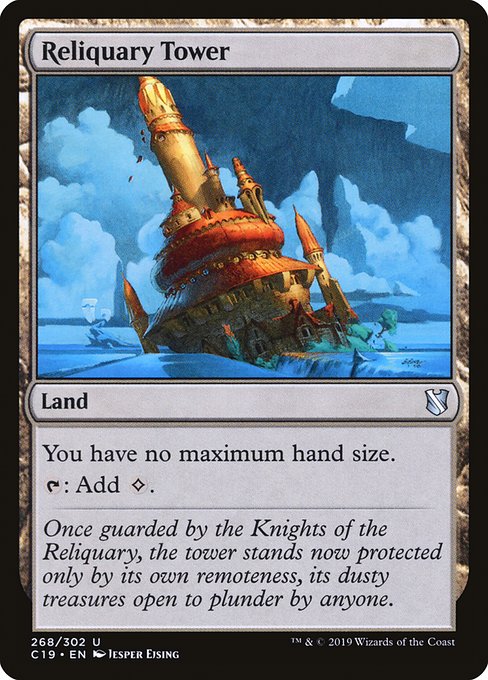 Reliquary Tower
Land
You have no maximum hand size.
: Add .
Once guarded by the Knights of the
Reliquary, the tower stands now protected
only by its own remoteness, its dusty
treasures open to plunder by anyone.
268/302 U
C19 • EN Jesper Eising
™ & © 2019 Wizards of the Coast